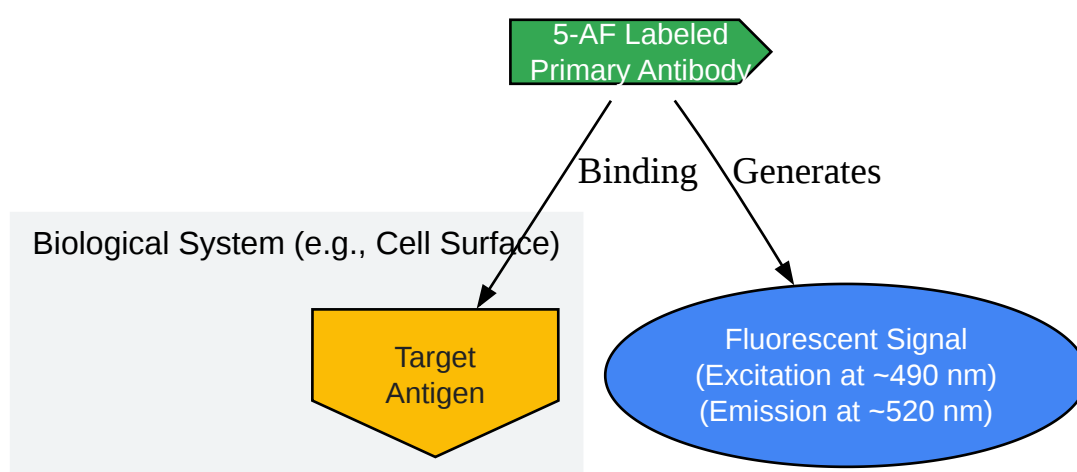 5-AF Labeled
Primary Antibody
Binding
Generates
Biological System (e.g., Cell Surface)
Target
Antigen
Fluorescent Signal
(Excitation at ~490 nm)
(Emission at ~520 nm)